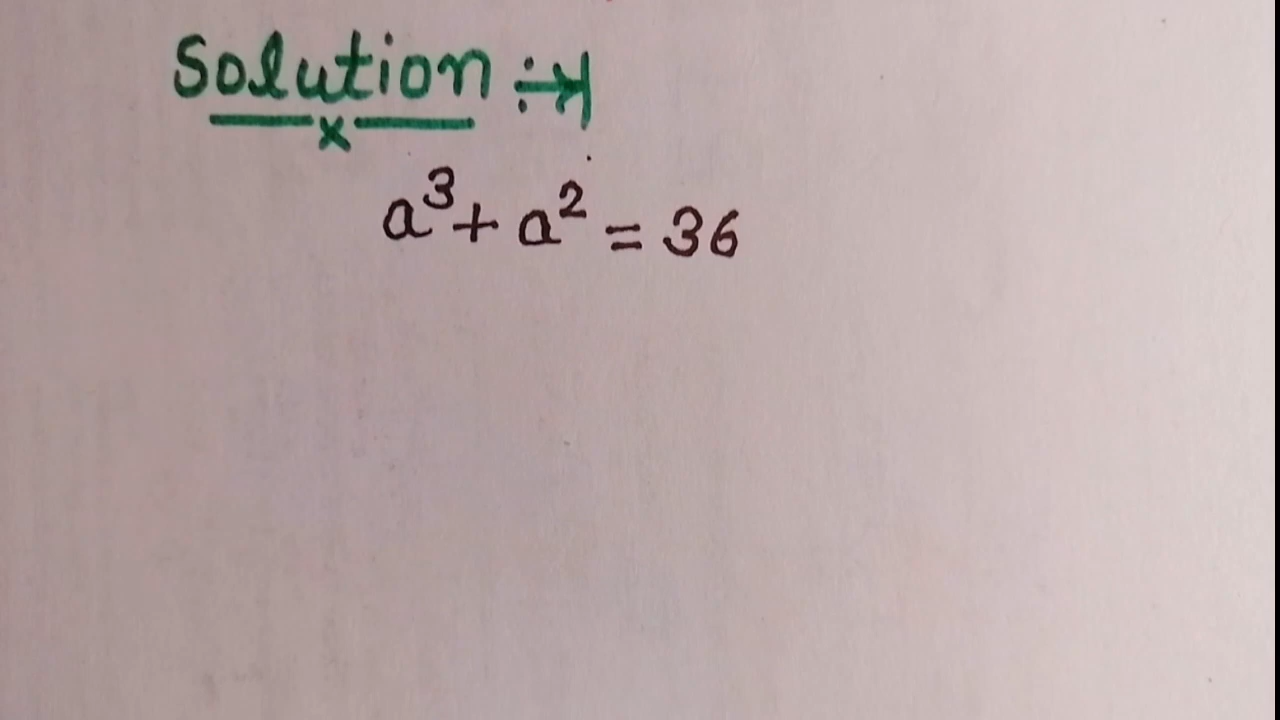 Solution :→|
a³ + a² = 36